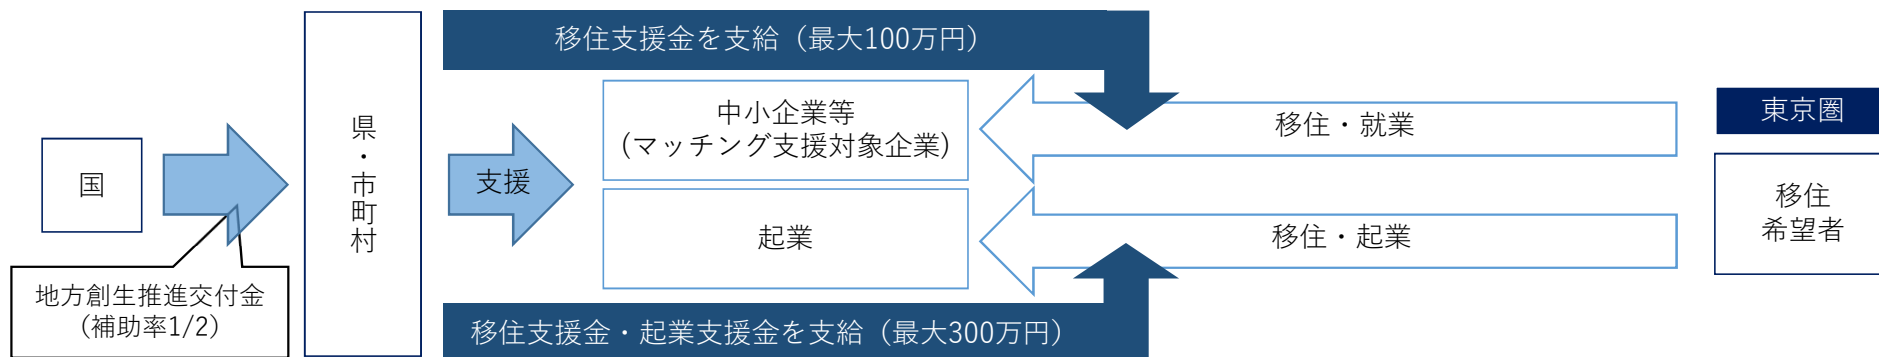 国
地方創生推進交付金
(補助率1/2)
県・市町村
移住支援金を支給（最大100万円）
支援
中小企業等
(マッチング支援対象企業)
起業
移住・就業
移住・起業
移住支援金・起業支援金を支給（最大300万円）
東京圏
移住
希望者